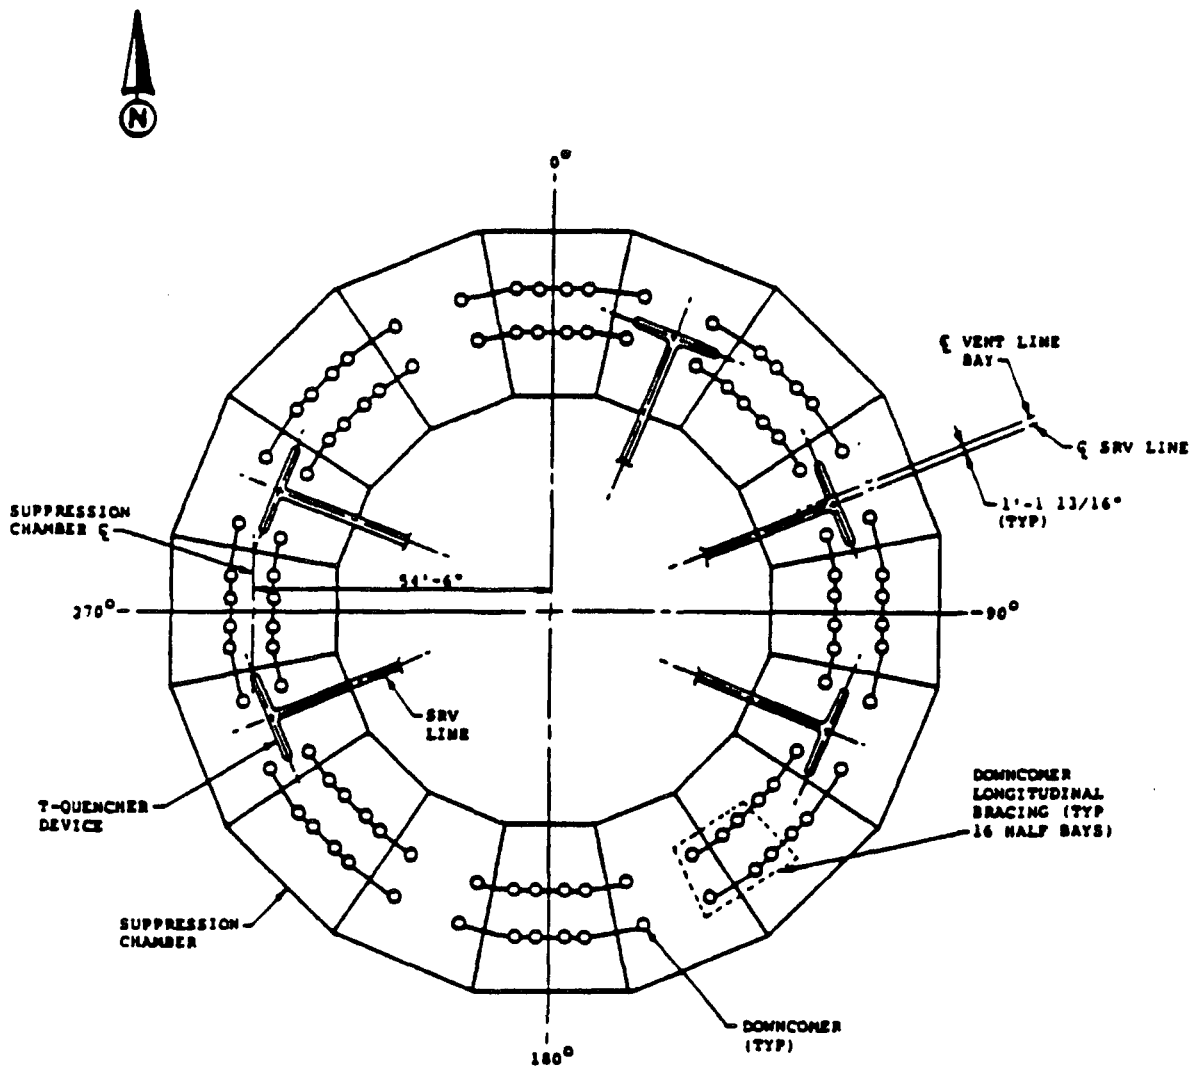 N
0°
℄ VENT LINE
BAY
℄ SRV LINE
1'-1 13/16"
(TYP)
SUPPRESSION
CHAMBER ℄
54'-6"
270°
90°
SRV
LINE
T-QUENCHER
DEVICE
DOWNCOMER
LONGITUDINAL
BRACING (TYP
16 HALF BAYS)
SUPPRESSION
CHAMBER
DOWNCOMER
(TYP)
180°